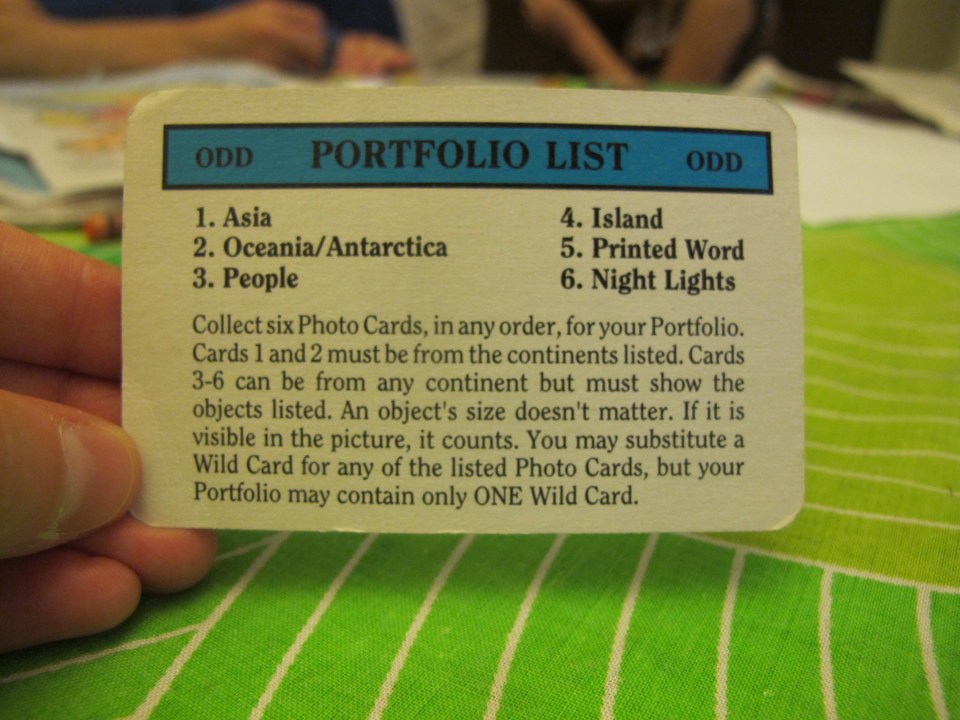 ODD PORTFOLIO LIST ODD
1. Asia
2. Oceania/Antarctica
3. People
4. Island
5. Printed Word
6. Night Lights
Collect six Photo Cards, in any order, for your Portfolio.
Cards 1 and 2 must be from the continents listed. Cards
3-6 can be from any continent but must show the
objects listed. An object's size doesn't matter. If it is
visible in the picture, it counts. You may substitute a
Wild Card for any of the listed Photo Cards, but your
Portfolio may contain only ONE Wild Card.